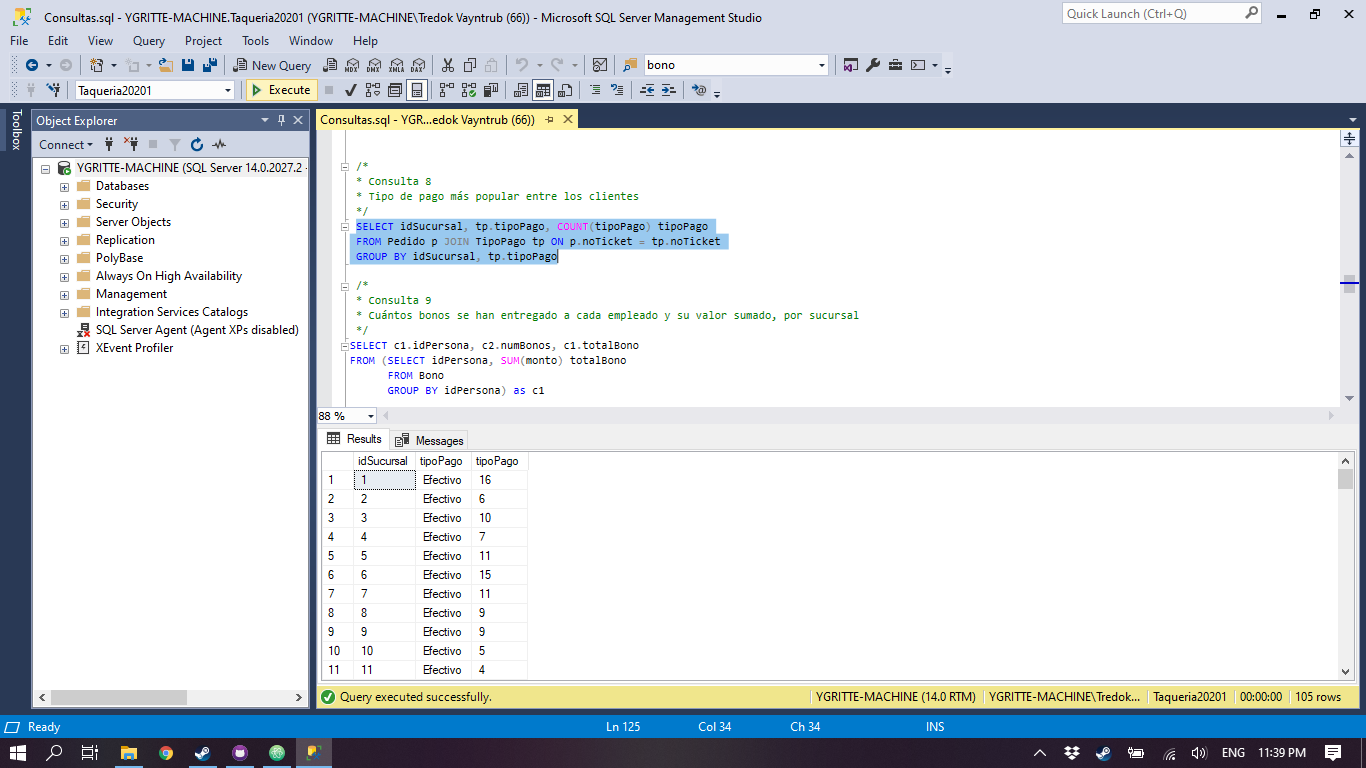 Consultas.sql - YGRITTE-MACHINE.Taqueria20201 (YGRITTE-MACHINE\Tredok Vayntrub (66)) - Microsoft SQL Server Management Studio
Quick Launch (Ctrl+Q)
File Edit View Query Project Tools Window Help
New Query
MDX DMX XMLA DAX
bono
Taqueria20201
Execute
Toolbox
Object Explorer
Connect
YGRITTE-MACHINE (SQL Server 14.0.2027.2 -
Databases
Security
Server Objects
Replication
PolyBase
Always On High Availability
Management
Integration Services Catalogs
SQL Server Agent (Agent XPs disabled)
XEvent Profiler
Consultas.sql - YGR...edok Vayntrub (66))
/*
* Consulta 8
* Tipo de pago más popular entre los clientes
*/
SELECT idSucursal, tp.tipoPago, COUNT(tipoPago) tipoPago
FROM Pedido p JOIN TipoPago tp ON p.noTicket = tp.noTicket
GROUP BY idSucursal, tp.tipoPago
/*
* Consulta 9
* Cuántos bonos se han entregado a cada empleado y su valor sumado, por sucursal
*/
SELECT c1.idPersona, c2.numBonos, c1.totalBono
FROM (SELECT idPersona, SUM(monto) totalBono
FROM Bono
GROUP BY idPersona) as c1
88 %
Results Messages
idSucursal tipoPago tipoPago
1 1 Efectivo 16
2 2 Efectivo 6
3 3 Efectivo 10
4 4 Efectivo 7
5 5 Efectivo 11
6 6 Efectivo 15
7 7 Efectivo 11
8 8 Efectivo 9
9 9 Efectivo 9
10 10 Efectivo 5
11 11 Efectivo 4
Query executed successfully.
YGRITTE-MACHINE (14.0 RTM) YGRITTE-MACHINE\Tredok... Taqueria20201 00:00:00 105 rows
Ready Ln 125 Col 34 Ch 34 INS
ENG 11:39 PM